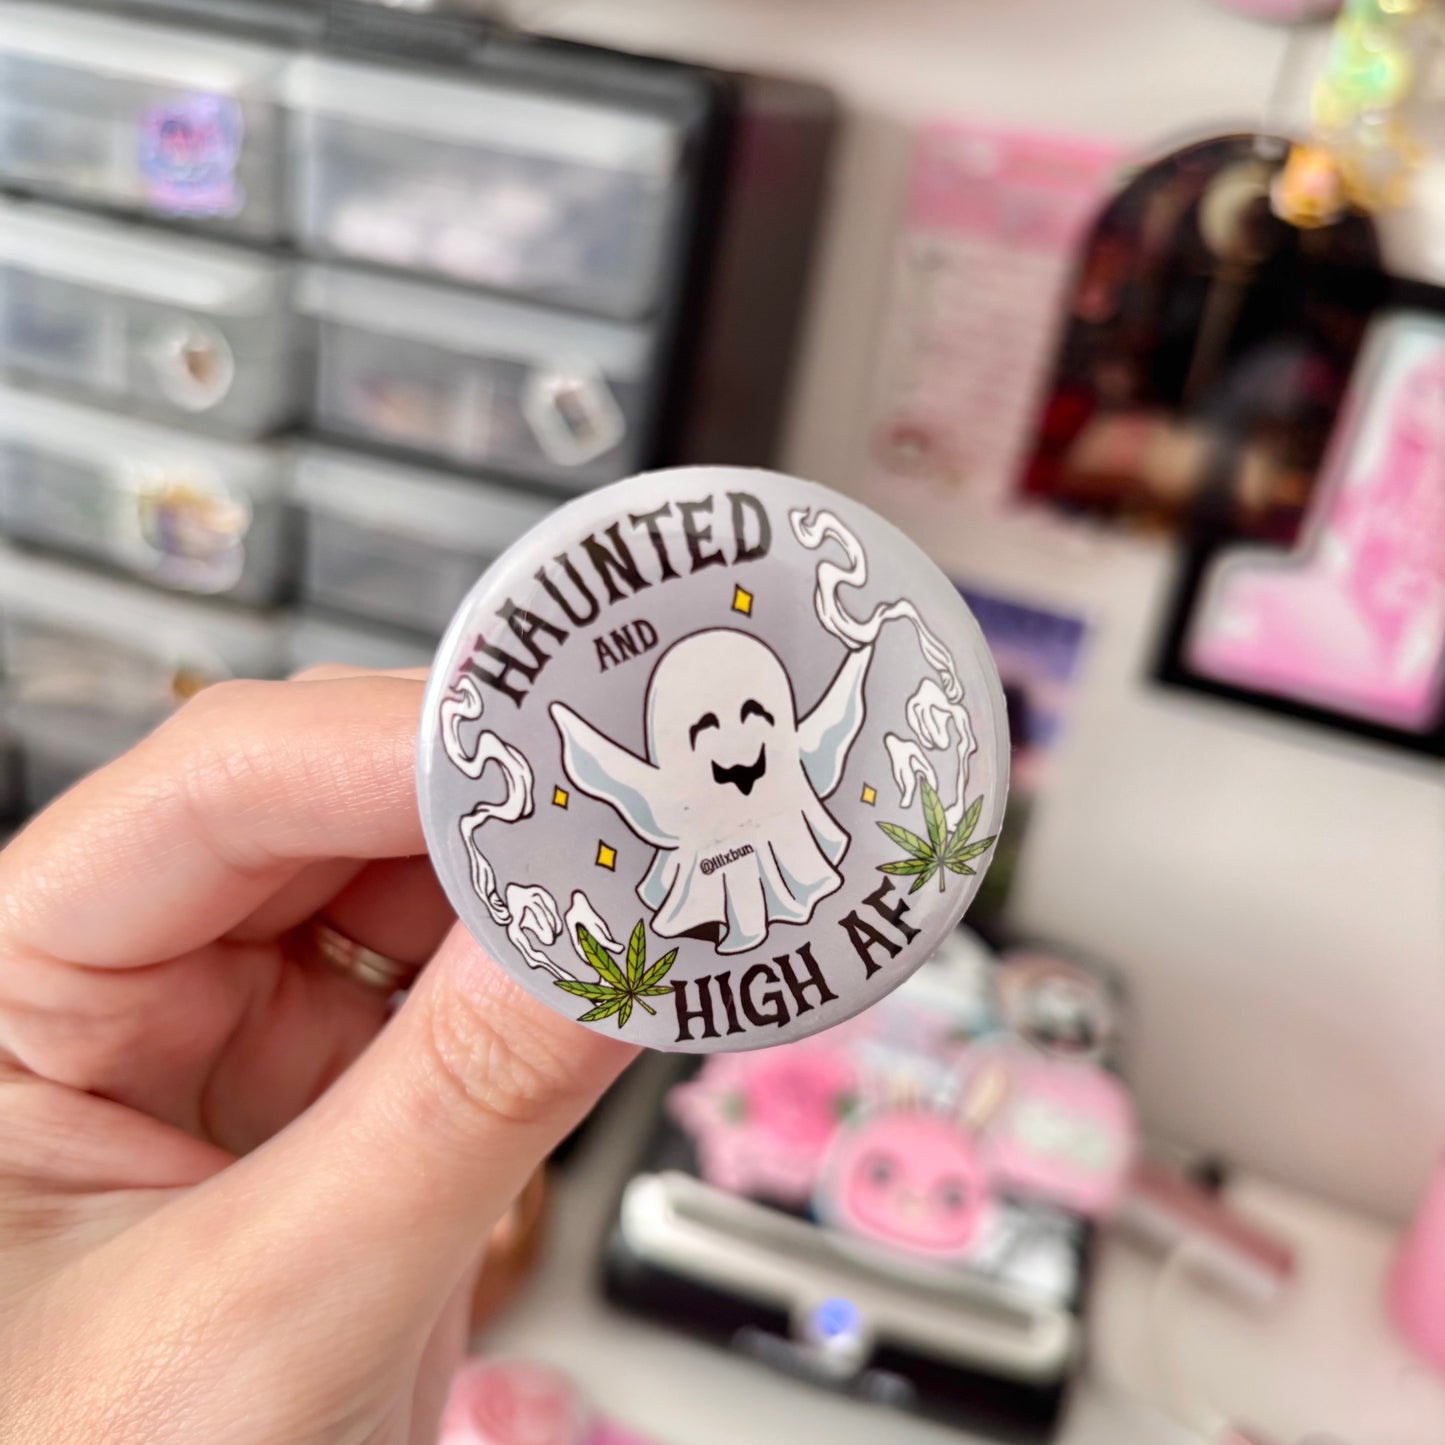 HAUNTED
AND
@lilxbun
HIGH AF